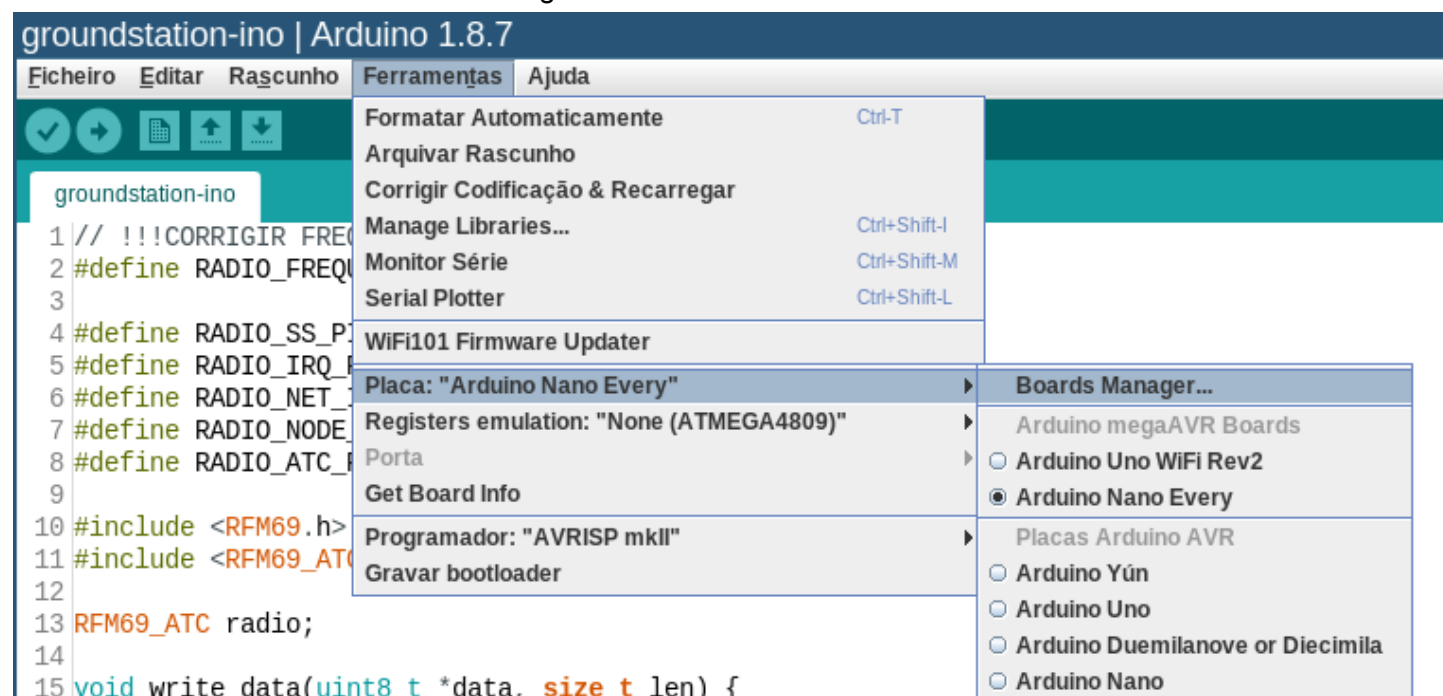 groundstation-ino | Arduino 1.8.7
Ficheiro Editar Rascunho Ferramentas Ajuda
Formatar Automaticamente Ctrl-T
Arquivar Rascunho
Corrigir Codificação & Recarregar
Manage Libraries... Ctrl+Shift-I
Monitor Série Ctrl+Shift-M
Serial Plotter Ctrl+Shift-L
WiFi101 Firmware Updater
Placa: "Arduino Nano Every"
Registers emulation: "None (ATMEGA4809)"
Porta
Get Board Info
Programador: "AVRISP mkII"
Gravar bootloader
Boards Manager...
Arduino megaAVR Boards
Arduino Uno WiFi Rev2
Arduino Nano Every
Placas Arduino AVR
Arduino Yún
Arduino Uno
Arduino Duemilanove or Diecimila
Arduino Nano
groundstation-ino
1 // !!!CORRIGIR
2 #define
3
4 #define
5 #define
6 #define
7 #define
8 #define
9
10 #include <RFM69.h>
11 #include
12
13 RFM69_ATC radio;
14
15 void write_data(uint8_t *data, size_t len) {